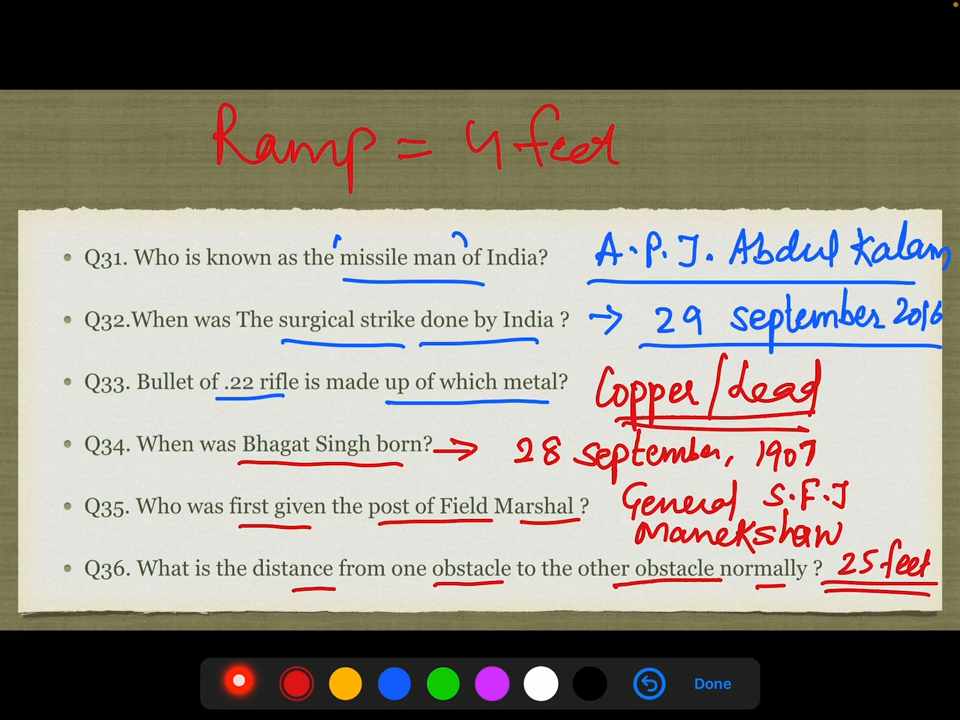 Ramp = 4 feet
• Q31. Who is known as the 'missile man' of India? A.P.J. Abdul Kalam
• Q32.When was The surgical strike done by India ? → 29 september 2016
• Q33. Bullet of .22 rifle is made up of which metal? Copper/Lead
• Q34. When was Bhagat Singh born? → 28 september, 1907
• Q35. Who was first given the post of Field Marshal ? General S.F.J
Manekshaw
• Q36. What is the distance from one obstacle to the other obstacle normally ? 25 feet
Done